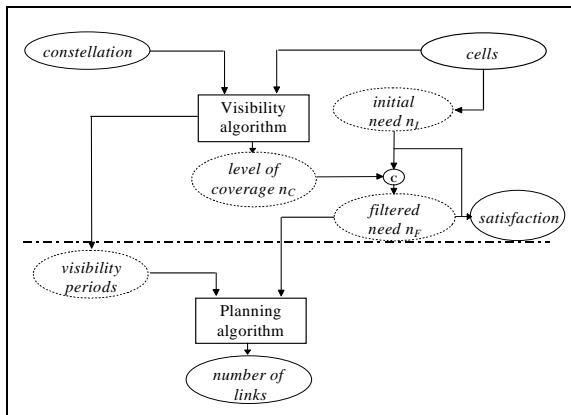 constellation
cells
Visibility
algorithm
initial
need n_I
level of
coverage n_C
c
filtered
need n_F
satisfaction
visibility
periods
Planning
algorithm
number of
links